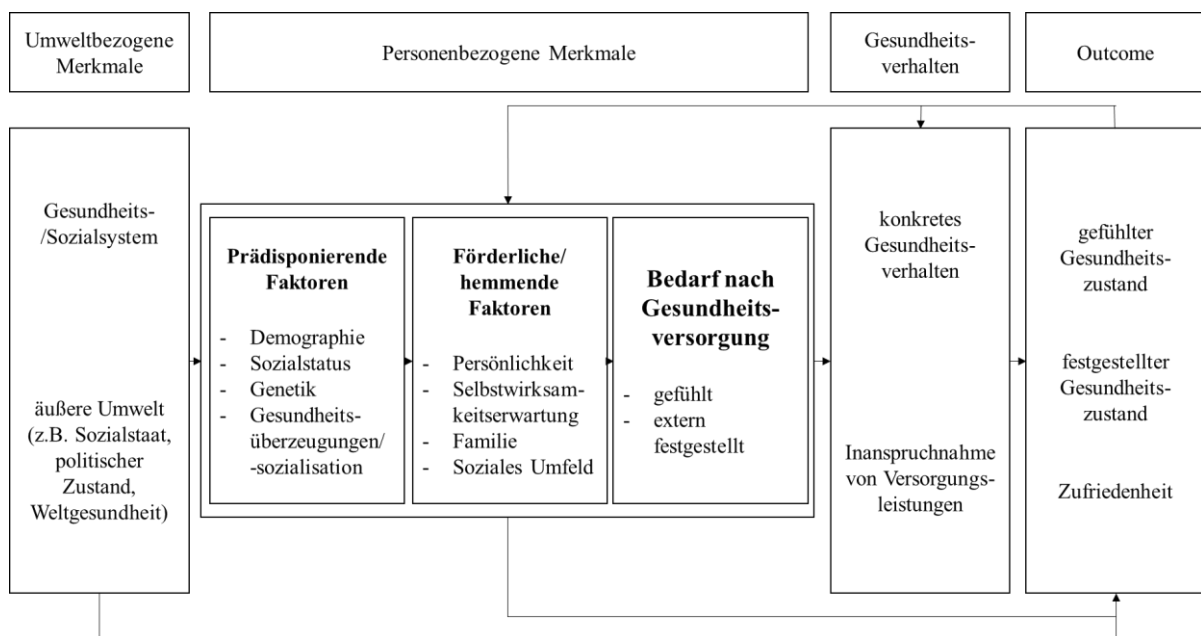 Umweltbezogene
Merkmale
Personenbezogene Merkmale
Gesundheits-
verhalten
Outcome
Gesundheits-
/Sozialsystem
äußere Umwelt
(z.B. Sozialstaat,
politischer
Zustand,
Weltgesundheit)
Prädisponierende
Faktoren
- Demographie
- Sozialstatus
- Genetik
- Gesundheits-
überzeugungen/
-sozialisation
Förderliche/
hemmende
Faktoren
- Persönlichkeit
- Selbstwirksam-
keitserwartung
- Familie
- Soziales Umfeld
Bedarf nach
Gesundheits-
versorgung
- gefühlt
- extern
festgestellt
konkretes
Gesundheits-
verhalten
Inanspruchnahme
von Versorgungs-
leistungen
gefühlter
Gesundheits-
zustand
festgestellter
Gesundheits-
zustand
Zufriedenheit